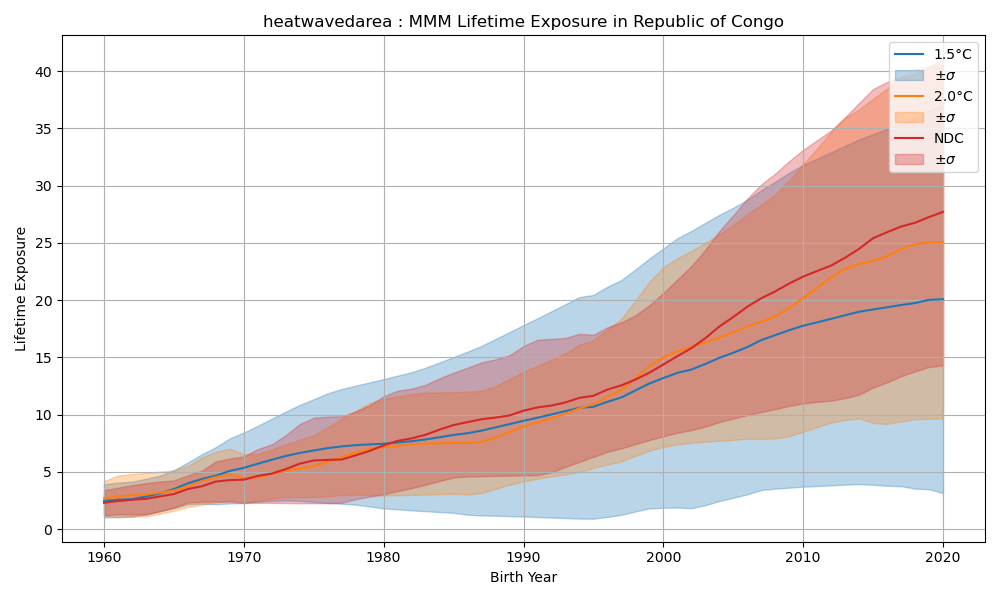 heatwavedarea : MMM Lifetime Exposure in Republic of Congo
Lifetime Exposure
40
35
30
25
20
15
10
5
0
1960
1970
1980
1990
2000
2010
2020
Birth Year
1.5°C
±σ
2.0°C
±σ
NDC
±σ